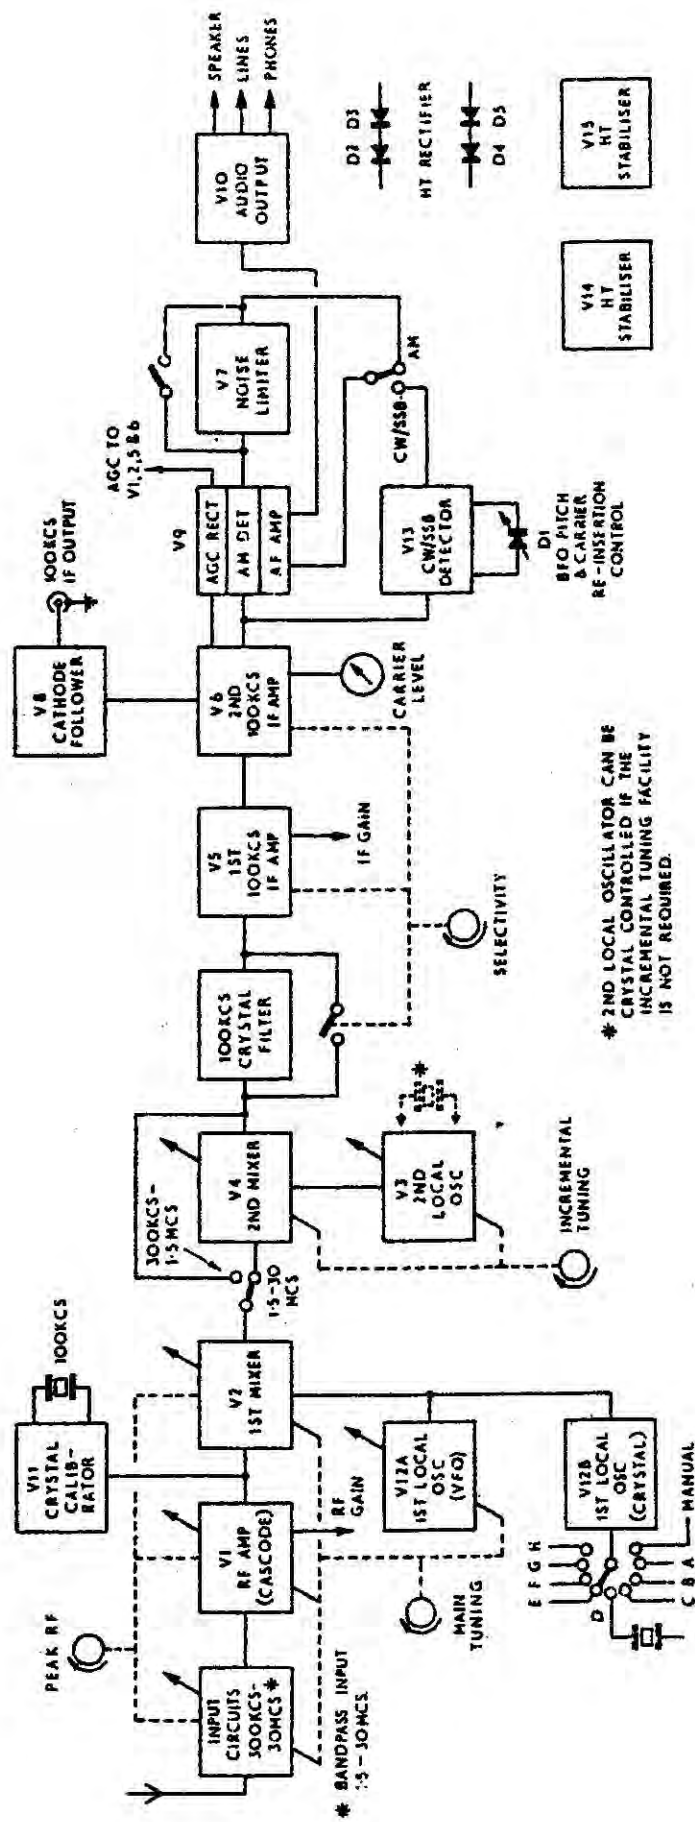 PEAK RF
INPUT
CIRCUITS
300KCS-
30MCS *
* BANDPASS INPUT
1·5 - 30MCS.
V11
CRYSTAL
CALIB-
RATOR
100KCS
V1
RF AMP
(CASCODE)
RF
GAIN
MAIN
TUNING
V2
1ST MIXER
V12A
1ST LOCAL
OSC
(VFO)
V12B
1ST LOCAL
OSC
(CRYSTAL)
E F G H
D
C B A
MANUAL
300KCS-
1·5MCS
1·5-30
MCS
V4
2ND MIXER
V3
2ND LOCAL
OSC
*
INCREMENTAL
TUNING
100KCS
CRYSTAL
FILTER
SELECTIVITY
V5
1ST
100KCS
IF AMP
IF GAIN
V8
CATHODE
FOLLOWER
100KCS
IF OUTPUT
V6
2ND
100KCS
IF AMP
CARRIER
LEVEL
V9
AGC RECT
AM DET
AF AMP
AGC TO
V1,2,5&6
V7
NOISE
LIMITER
CW/SSB
AM
V13
CW/SSB
DETECTOR
D1
BFO PITCH
& CARRIER
RE-INSERTION
CONTROL
V10
AUDIO
OUTPUT
SPEAKER
LINES
PHONES
D2 D3
HT RECTIFIER
D4 D5
V14
HT
STABILISER
V15
HT
STABILISER
* 2ND LOCAL OSCILLATOR CAN BE
CRYSTAL CONTROLLED IF THE
INCREMENTAL TUNING FACILITY
IS NOT REQUIRED.